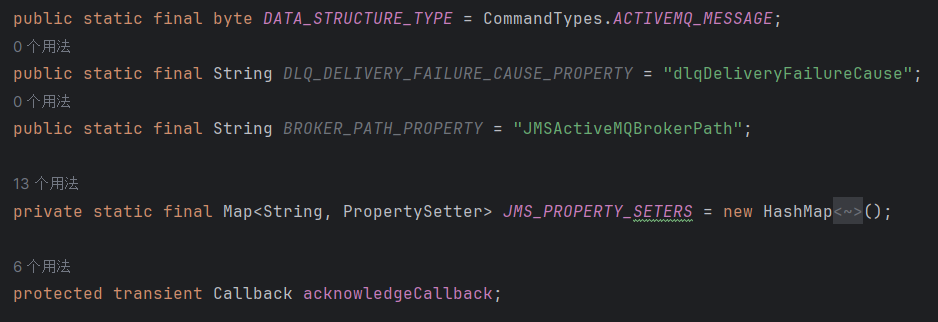 public static final byte DATA_STRUCTURE_TYPE = CommandTypes.ACTIVEMQ_MESSAGE;
0 个用法
public static final String DLQ_DELIVERY_FAILURE_CAUSE_PROPERTY = "dlqDeliveryFailureCause";
0 个用法
public static final String BROKER_PATH_PROPERTY = "JMSActiveMQBrokerPath";
13 个用法
private static final Map<String, PropertySetter> JMS_PROPERTY_SETERS = new HashMap<~>();
6 个用法
protected transient Callback acknowledgeCallback;